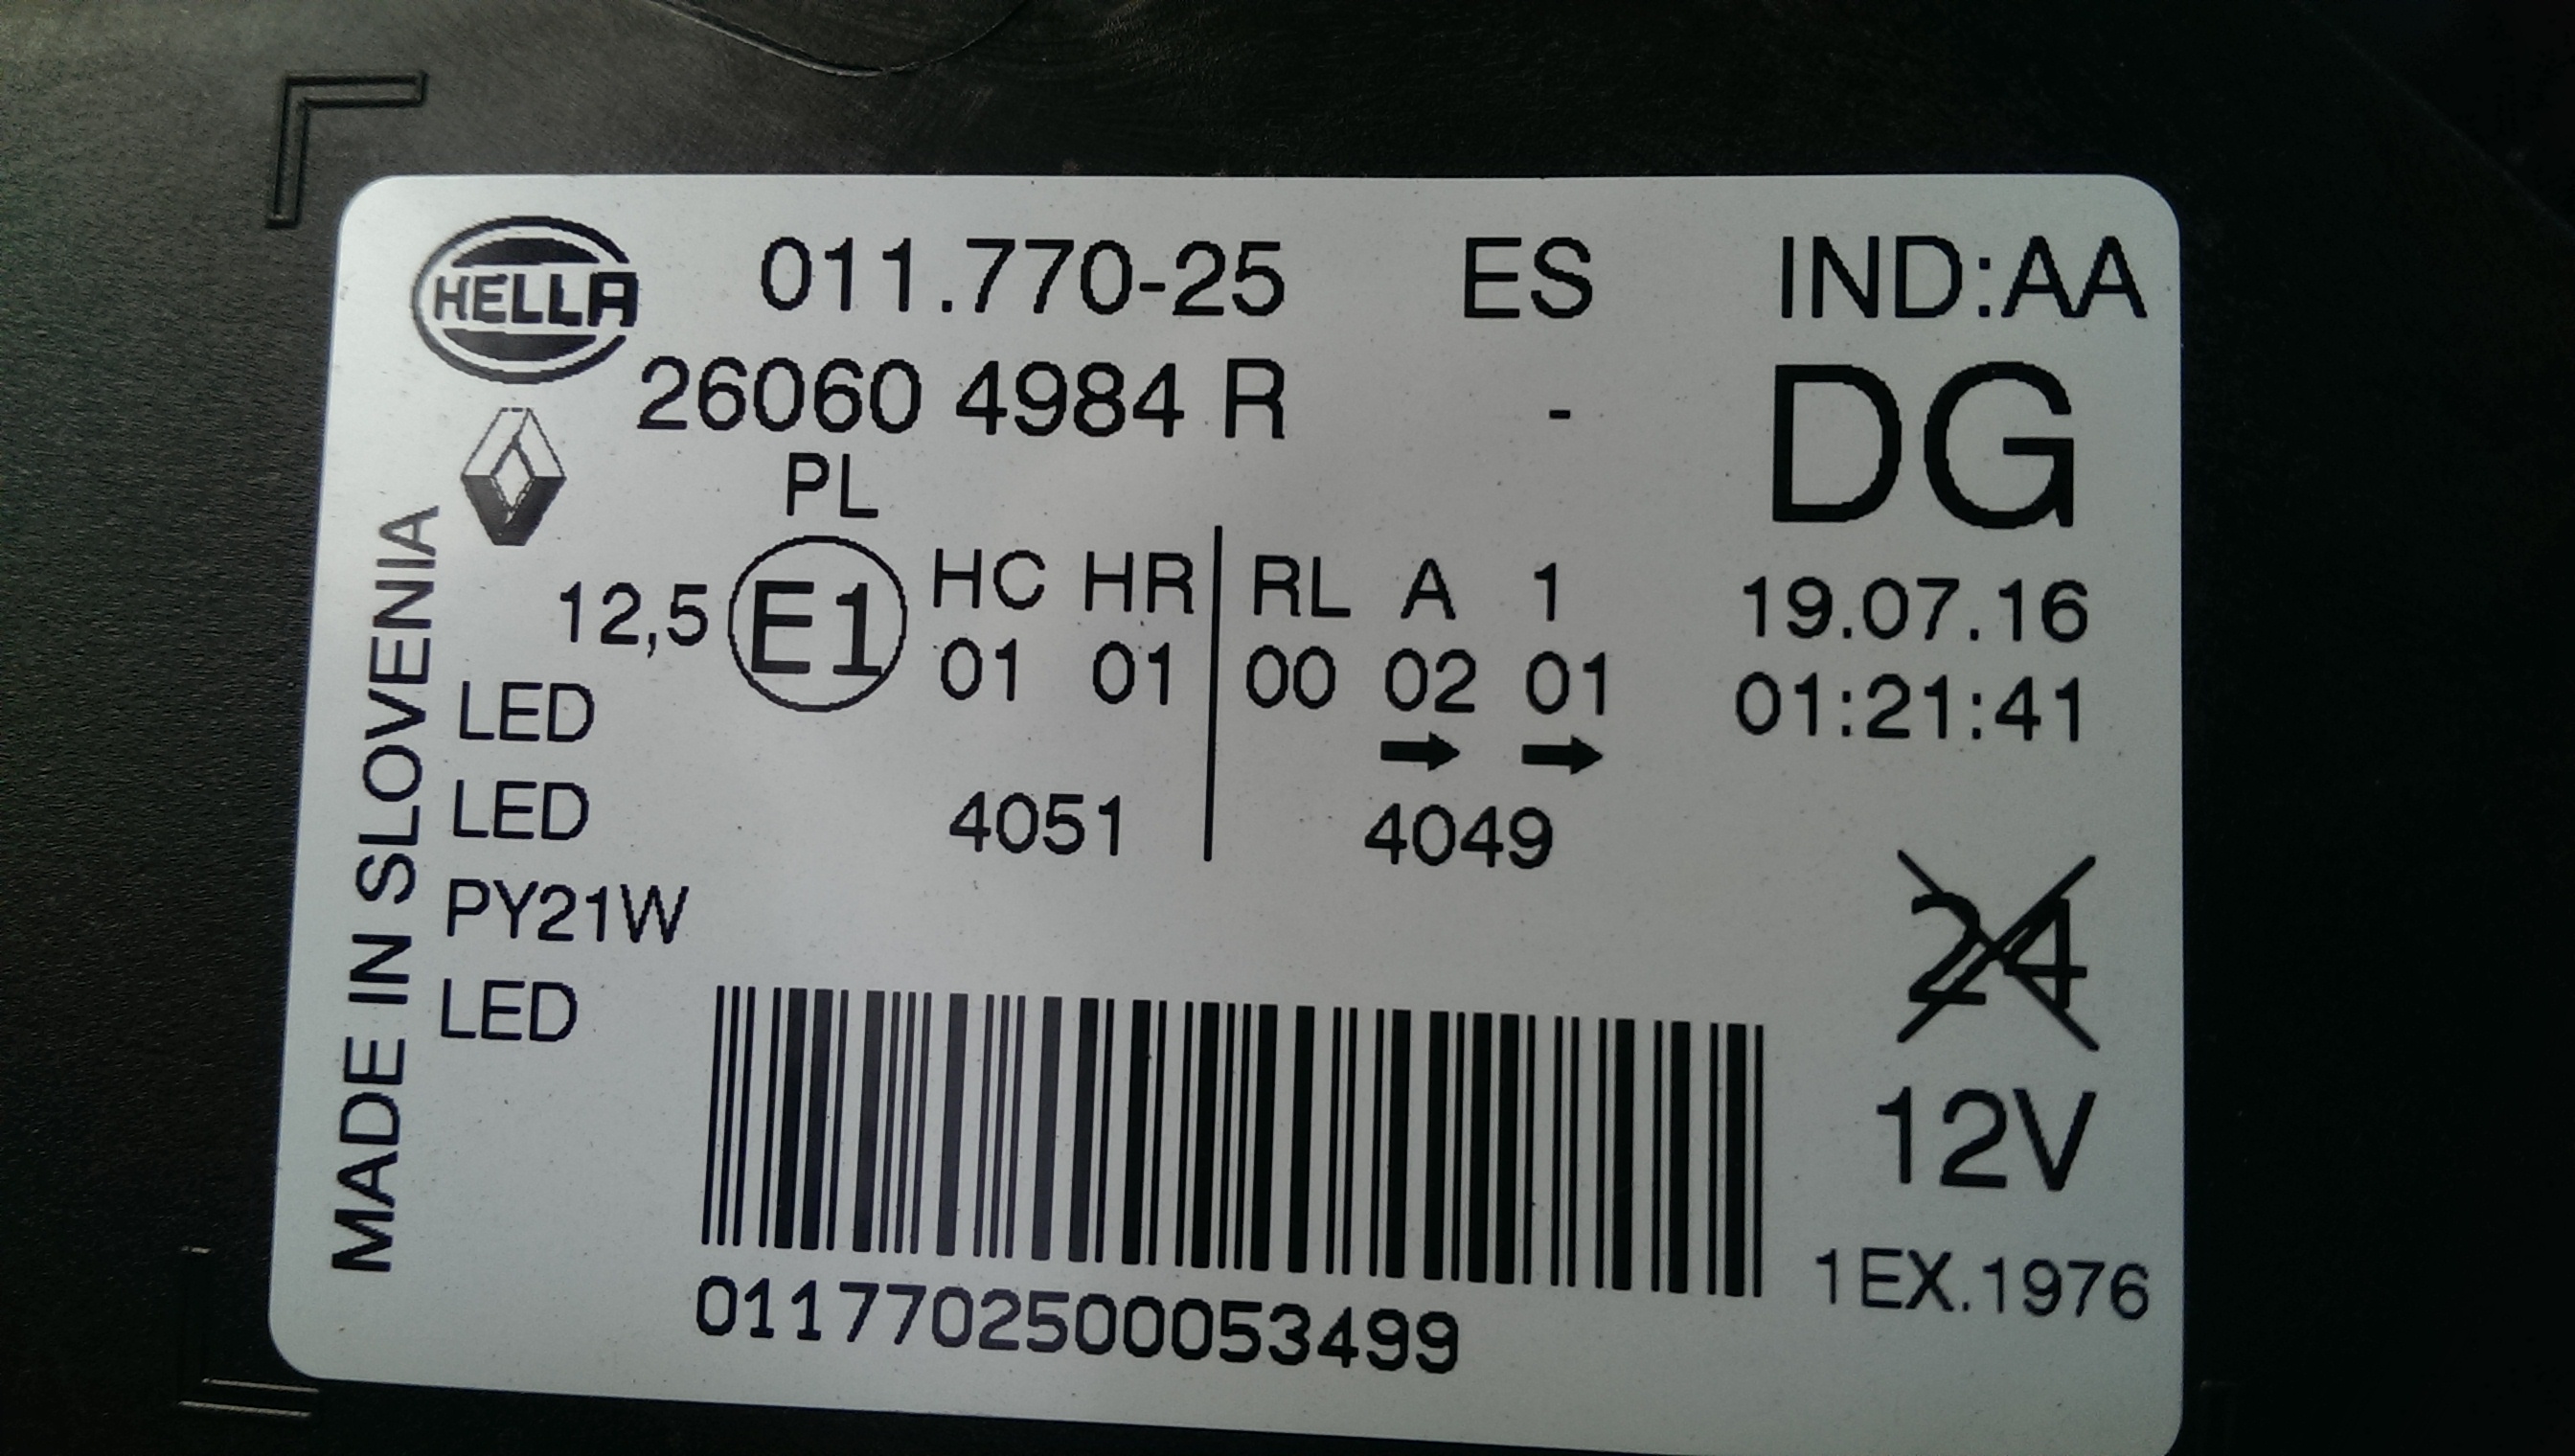 HELLA 011.770-25 ES IND:AA
26060 4984 R - DG
PL
12,5 E1 HC HR RL A 1 19.07.16
01 01 00 02 01 01:21:41
LED
→ →
LED 4051 4049
PY21W 24
LED
12V
1EX.1976
0117702500053499
MADE IN SLOVENIA